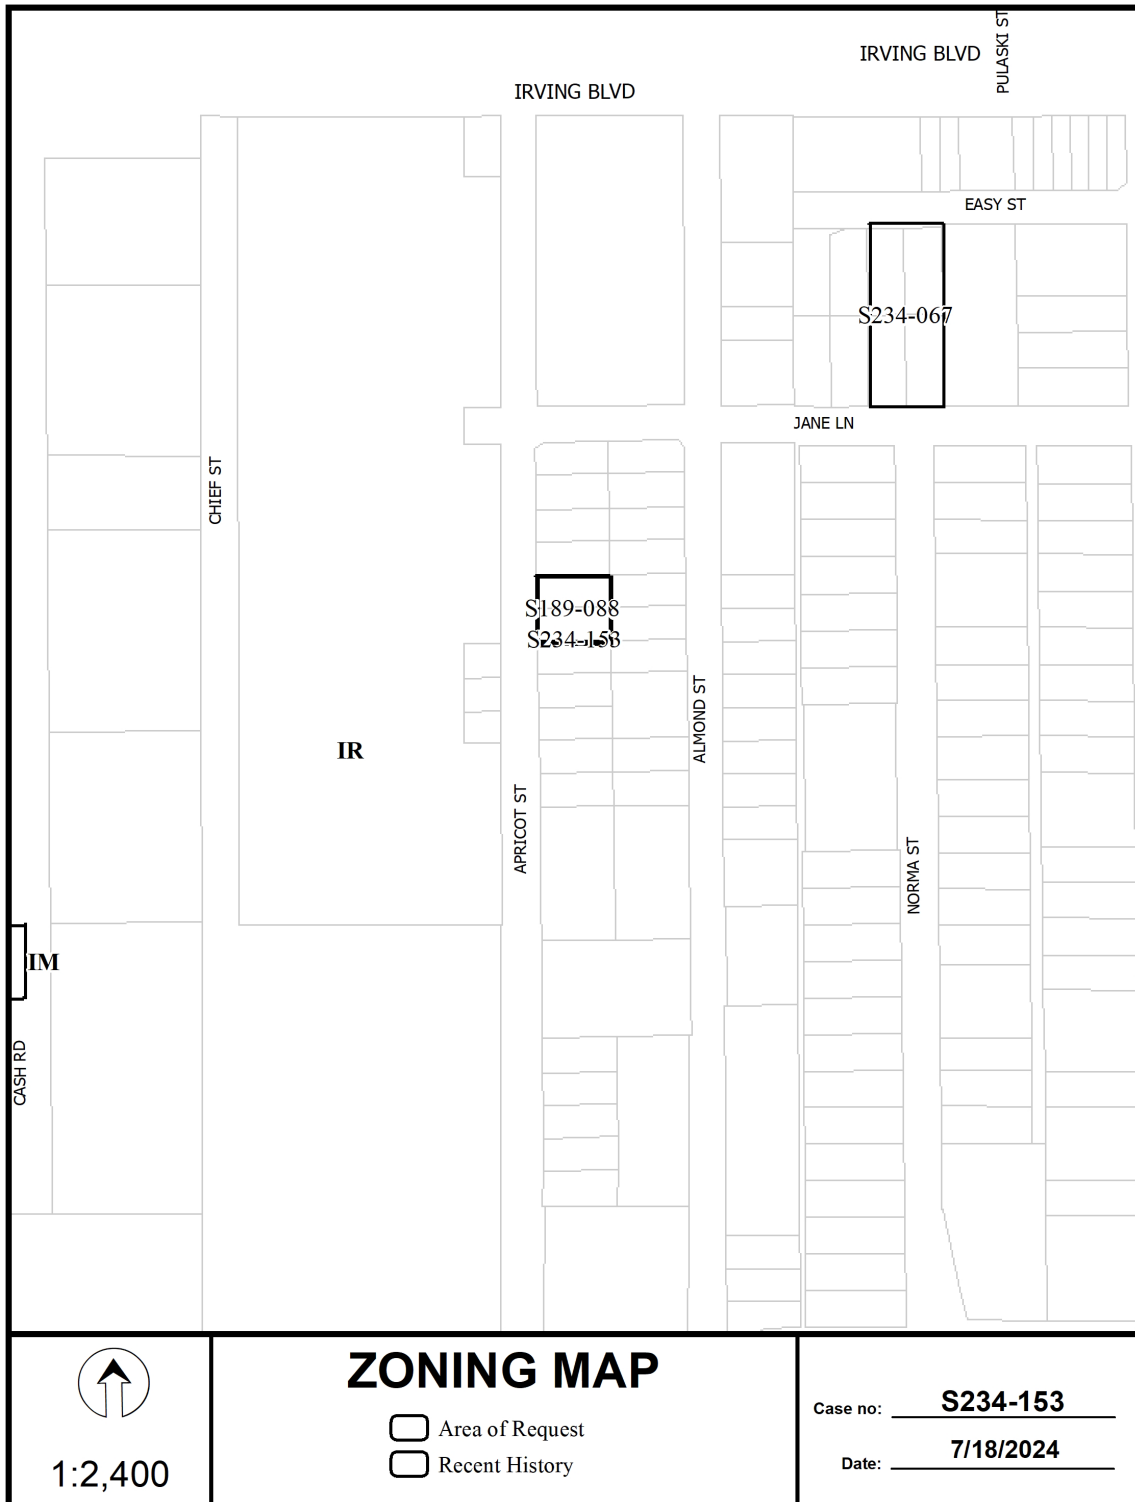 PULASKI ST
IRVING BLVD
IRVING BLVD
EASY ST
S234-067
JANE LN
CHIEF ST
S189-088
S234-153
ALMOND ST
IR
APRICOT ST
NORMA ST
IM
CASH RD
1:2,400
ZONING MAP
Area of Request
Recent History
Case no: S234-153
Date: 7/18/2024